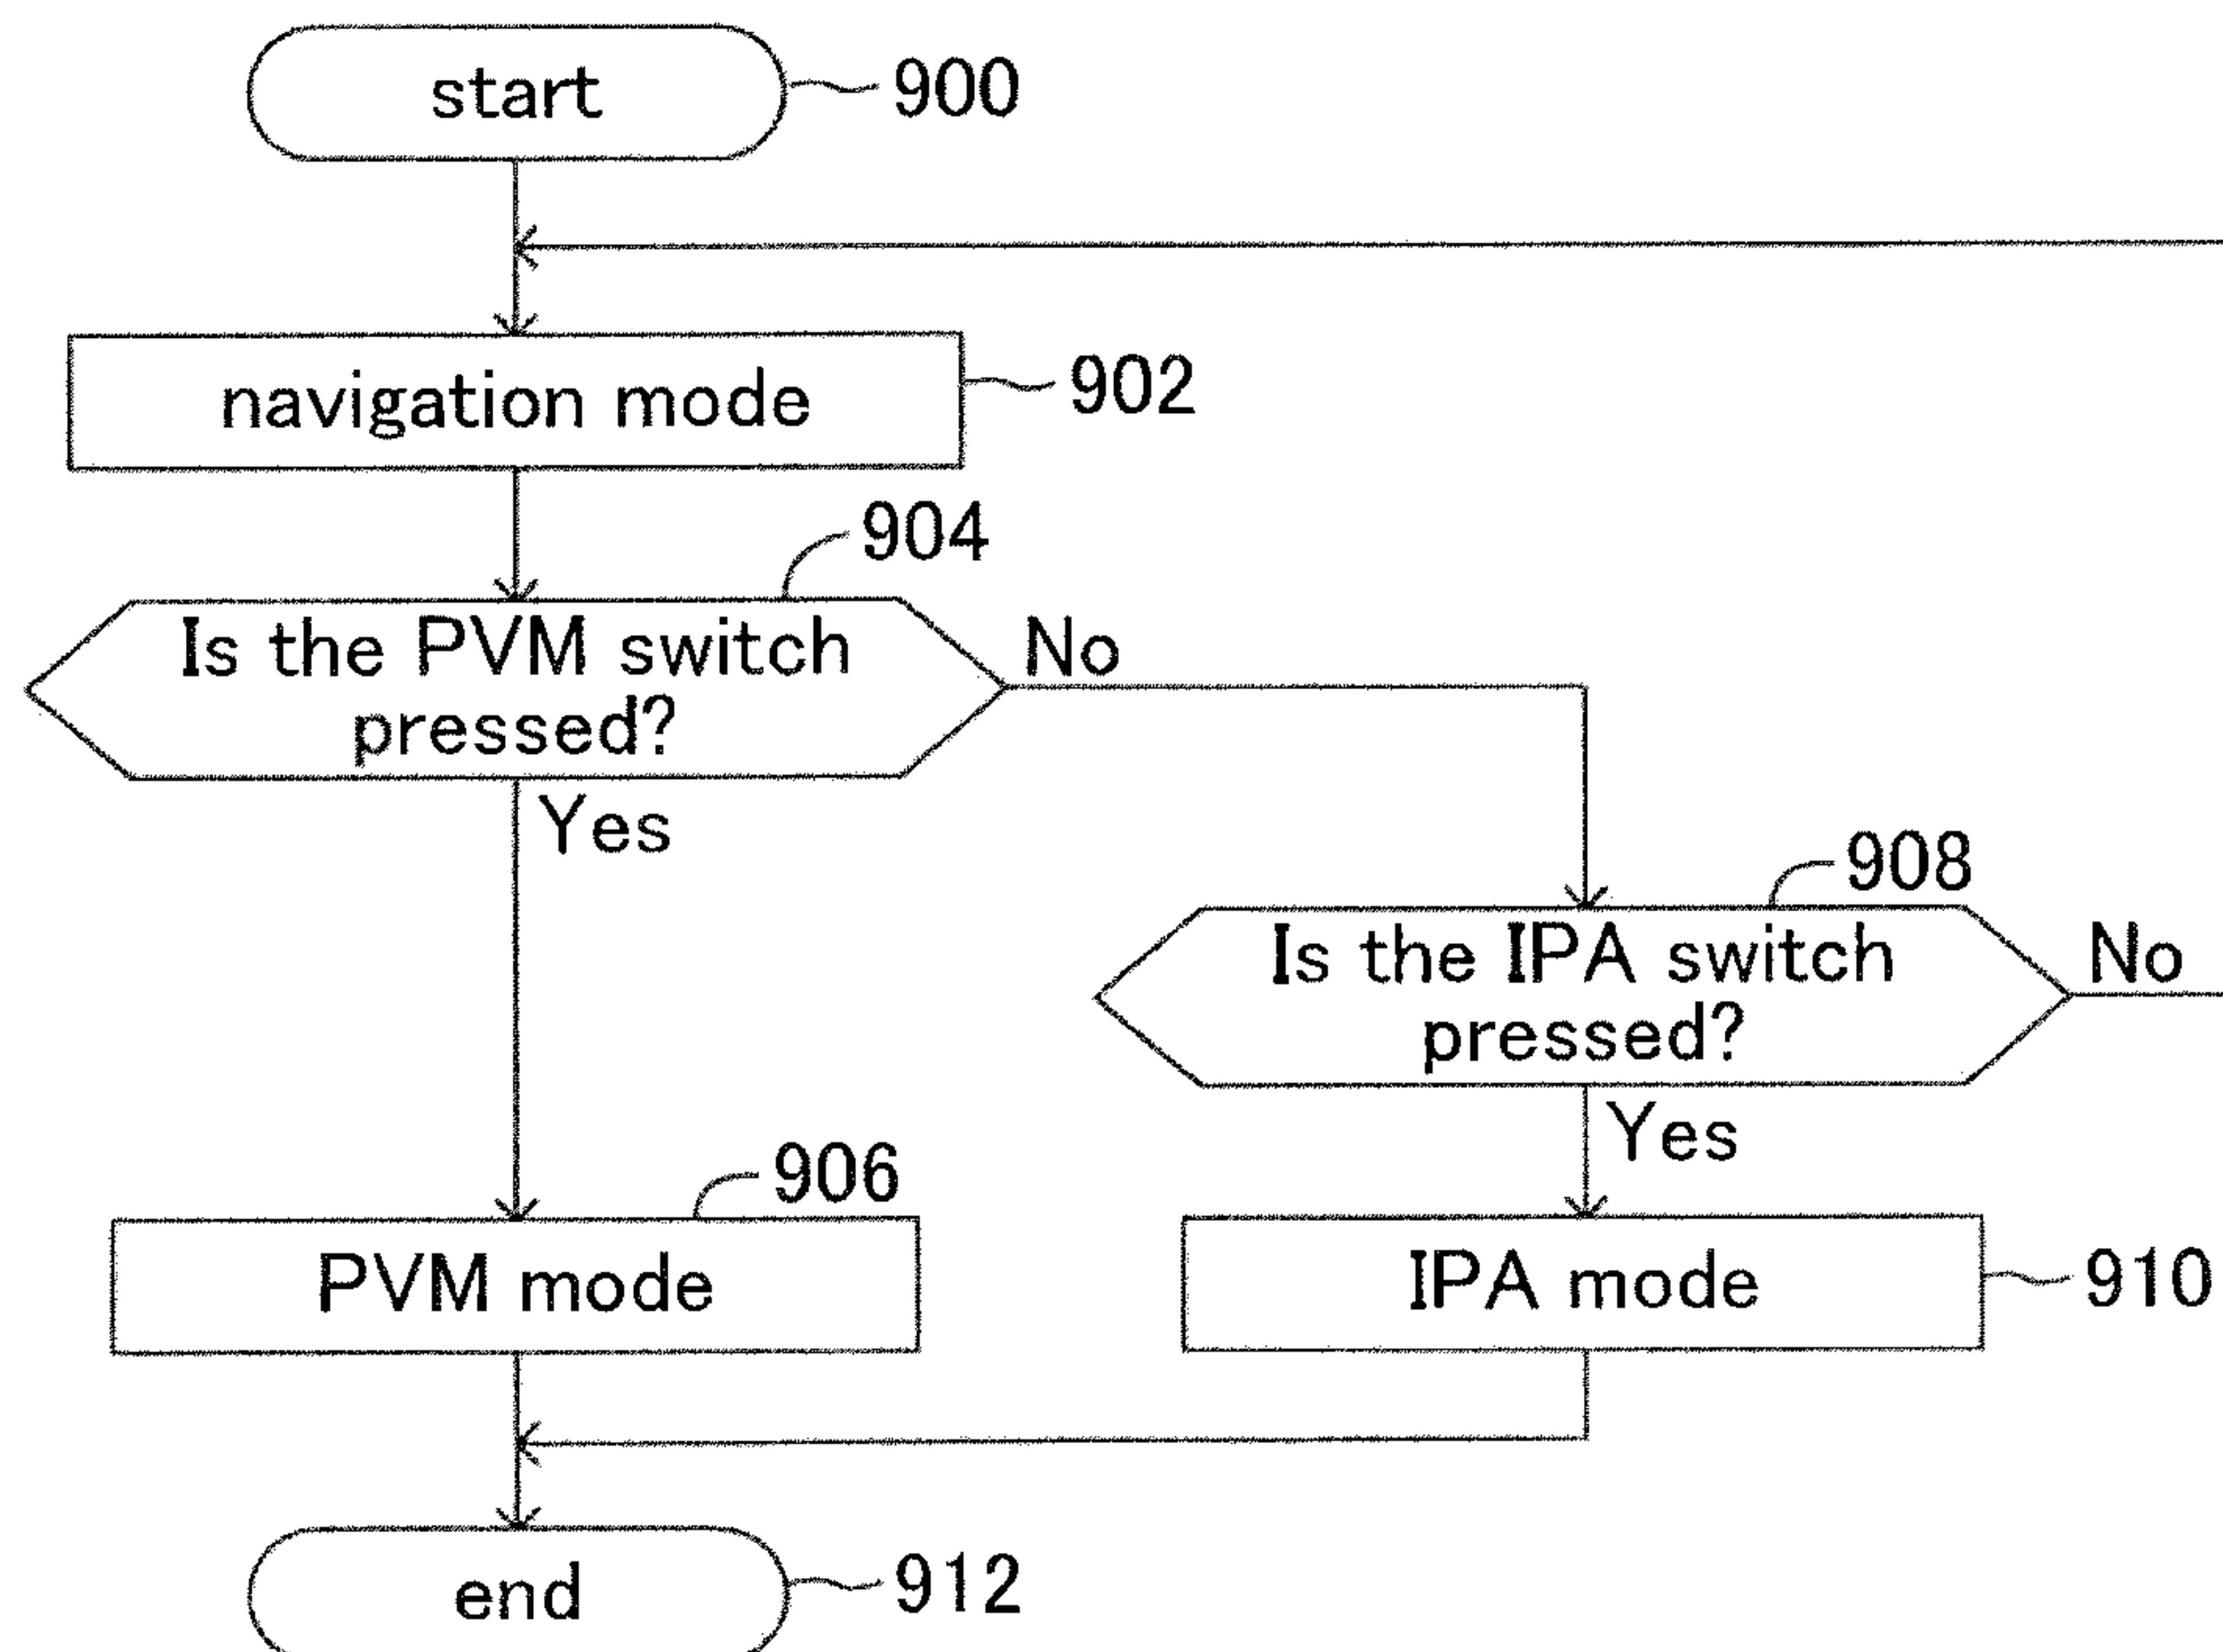 start
900
navigation mode
902
904
Is the PVM switch
pressed?
No
Yes
908
Is the IPA switch
pressed?
No
Yes
906
PVM mode
IPA mode
910
end
912